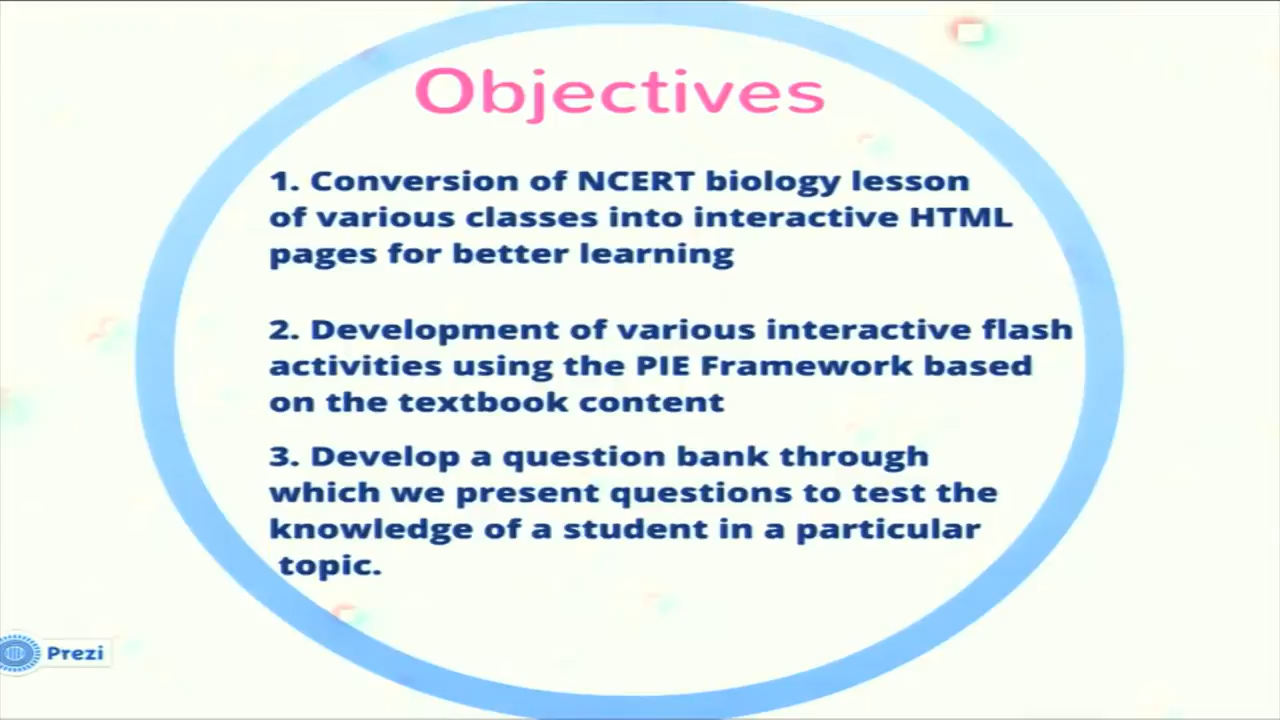 Objectives
1. Conversion of NCERT biology lesson
of various classes into interactive HTML
pages for better learning
2. Development of various interactive flash
activities using the PIE Framework based
on the textbook content
3. Develop a question bank through
which we present questions to test the
knowledge of a student in a particular
topic.
Prezi